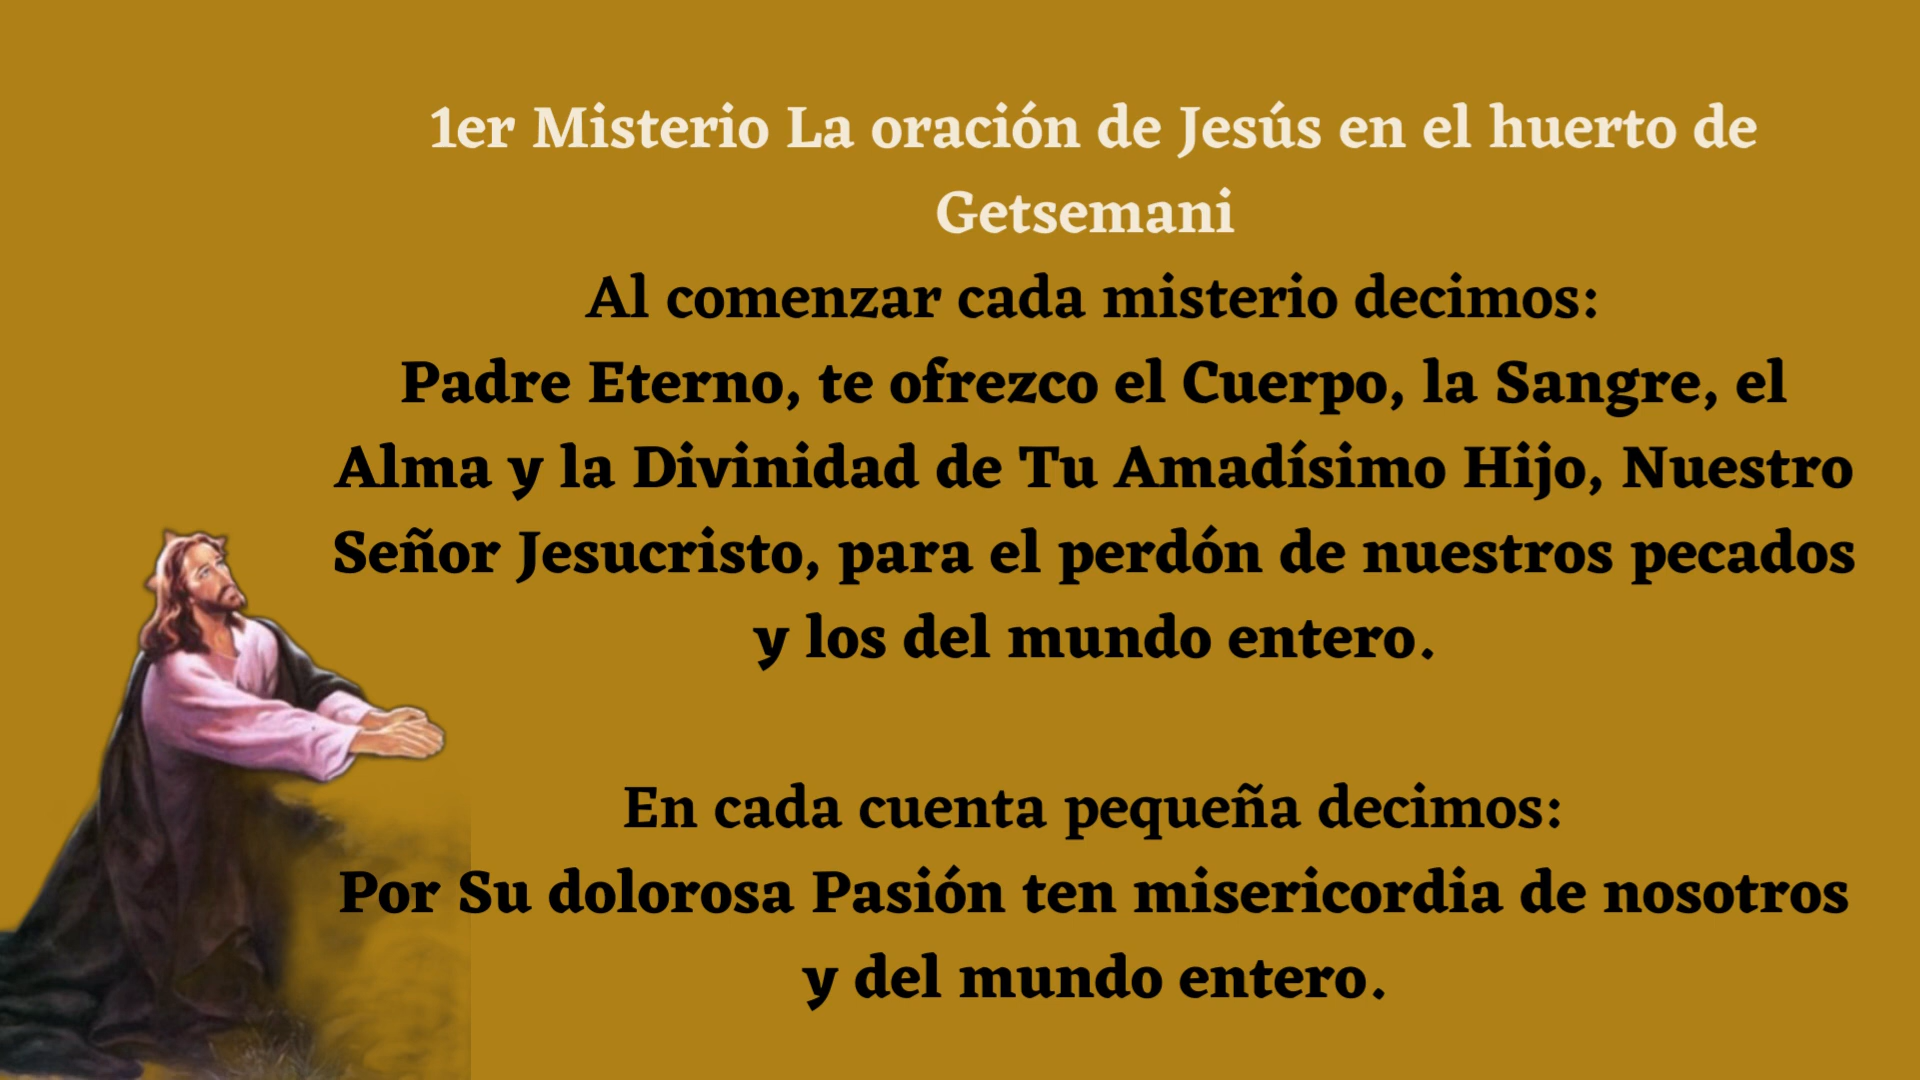 1er Misterio La oración de Jesús en el huerto de
Getsemani
Al comenzar cada misterio decimos:
Padre Eterno, te ofrezco el Cuerpo, la Sangre, el
Alma y la Divinidad de Tu Amadísimo Hijo, Nuestro
Señor Jesucristo, para el perdón de nuestros pecados
y los del mundo entero.
En cada cuenta pequeña decimos:
Por Su dolorosa Pasión ten misericordia de nosotros
y del mundo entero.